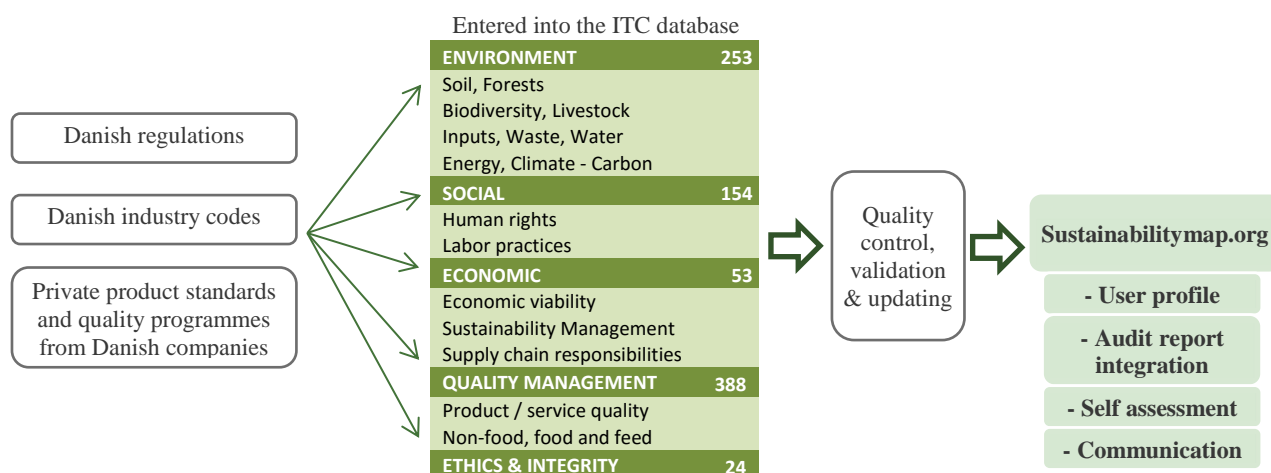 Entered into the ITC database
Danish regulations
Danish industry codes
Private product standards
and quality programmes
from Danish companies
ENVIRONMENT 253
Soil, Forests
Biodiversity, Livestock
Inputs, Waste, Water
Energy, Climate - Carbon
SOCIAL 154
Human rights
Labor practices
ECONOMIC 53
Economic viability
Sustainability Management
Supply chain responsibilities
QUALITY MANAGEMENT 388
Product / service quality
Non-food, food and feed
ETHICS & INTEGRITY 24
Quality
control,
validation
& updating
Sustainabilitymap.org
- User profile
- Audit report
integration
- Self assessment
- Communication